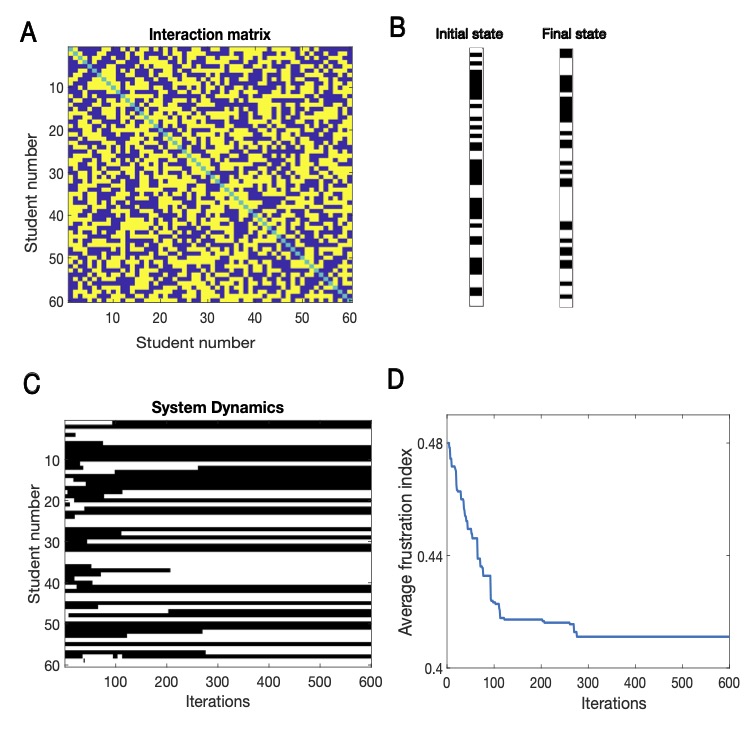 A
Interaction matrix
10
20
30
40
50
60
Student number
10 20 30 40 50 60
Student number
B
Initial state Final state
C
System Dynamics
10
20
30
40
50
60
Student number
100 200 300 400 500 600
Iterations
D
0.48
0.44
0.4
Average frustration index
0 100 200 300 400 500 600
Iterations